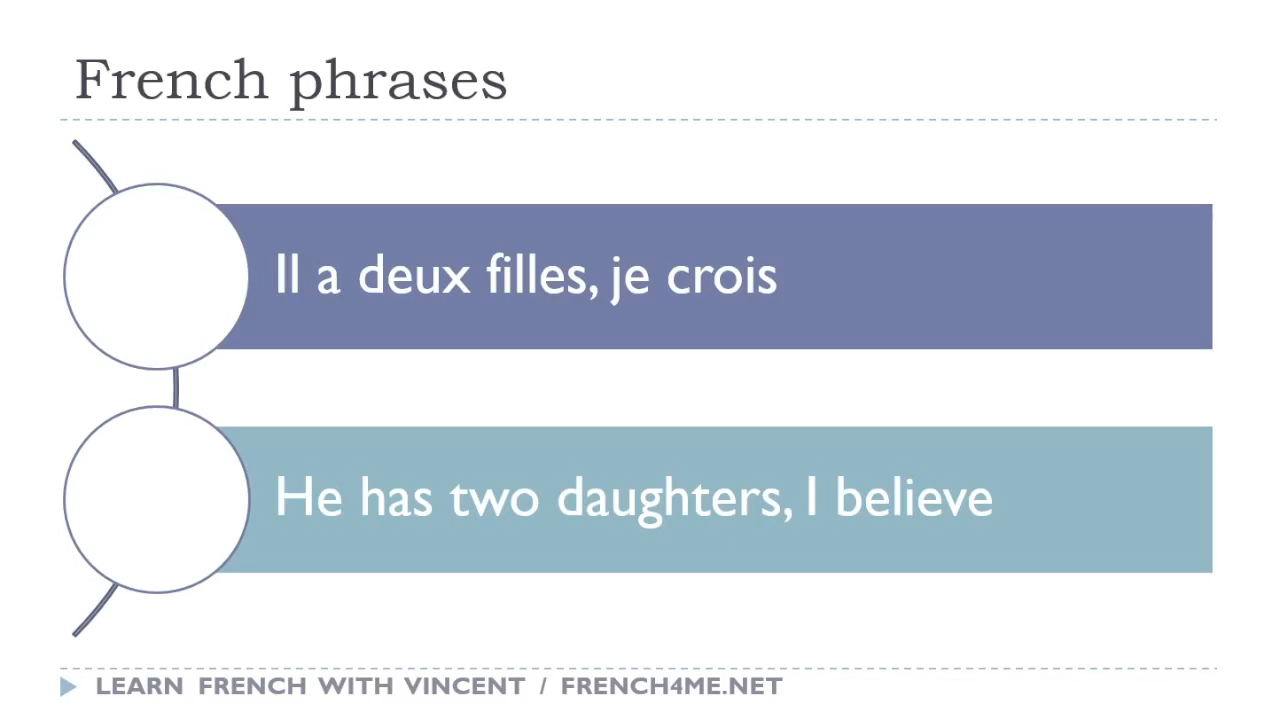 French phrases
Il a deux filles, je crois
He has two daughters, I believe
LEARN FRENCH WITH VINCENT / FRENCH4ME.NET